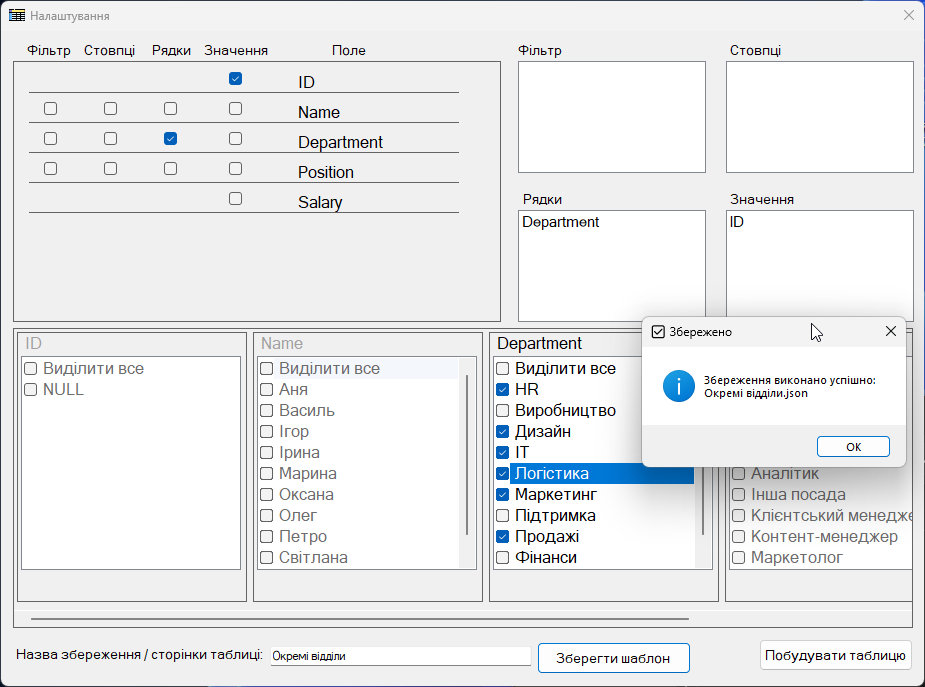 Налаштування
Фільтр Стовпці Рядки Значення Поле
ID
Name
Department
Position
Salary
Фільтр
Стовпці
Рядки
Department
Значення
ID
ID
Виділити все
NULL
Name
Виділити все
Аня
Василь
Ігор
Ірина
Марина
Оксана
Олег
Петро
Світлана
Department
Виділити все
HR
Виробництво
Дизайн
IT
Логістика
Маркетинг
Підтримка
Продажі
Фінанси
Аналітик
Інша посада
Клієнтський менедже
Контент-менеджер
Маркетолог
Збережено
Збереження виконано успішно:
Окремі відділи.json
ОК
Назва збереження / сторінки таблиці: Окремі відділи
Зберегти шаблон
Побудувати таблицю